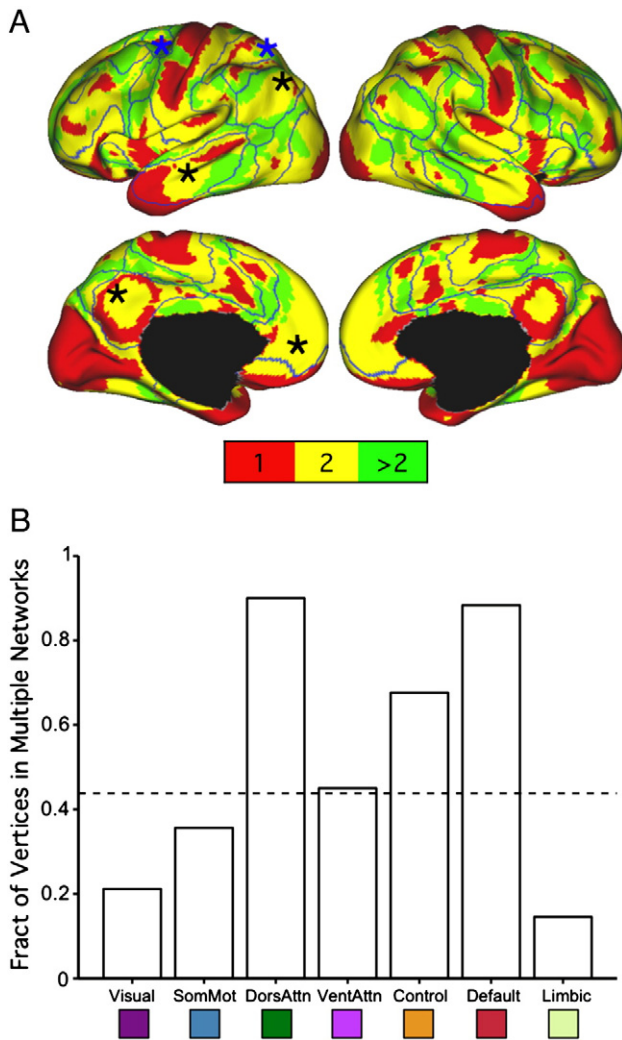 A
* * *
*
* *
1 2 >2
B
Fract of Vertices in Multiple Networks
1
0.8
0.6
0.4
0.2
0
Visual SomMot DorsAttn VentAttn Control Default Limbic